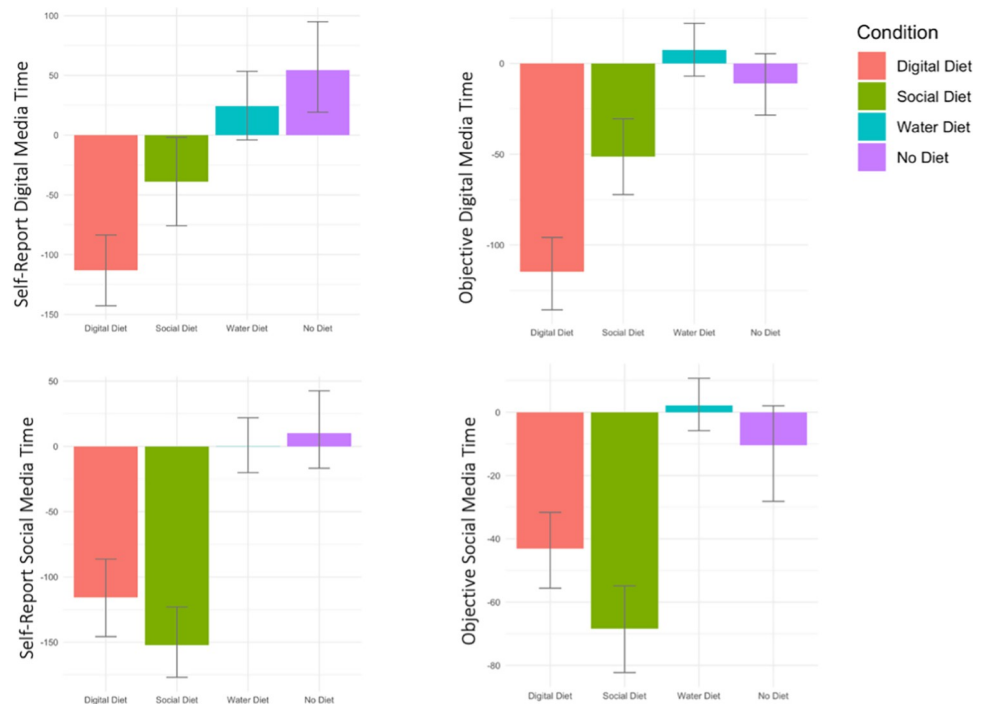 Self-Report Digital Media Time
100
50
0
-50
-100
-150
Digital Diet Social Diet Water Diet No Diet
Objective Digital Media Time
0
-50
-100
Digital Diet Social Diet Water Diet No Diet
Condition
Digital Diet
Social Diet
Water Diet
No Diet
Self-Report Social Media Time
50
0
-50
-100
-150
Digital Diet Social Diet Water Diet No Diet
Objective Social Media Time
0
-20
-40
-60
-80
Digital Diet Social Diet Water Diet No Diet